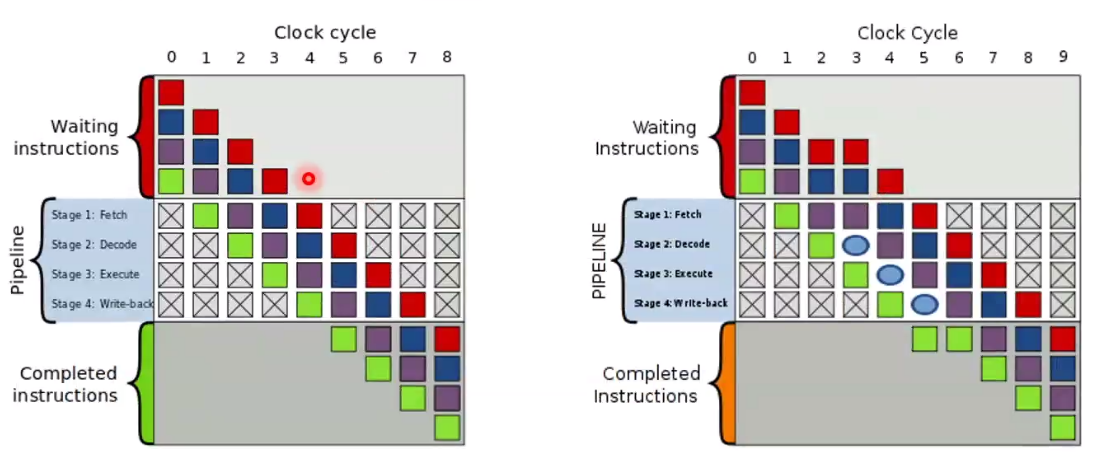 Clock cycle
0 1 2 3 4 5 6 7 8
Waiting
instructions
Pipeline
Stage 1: Fetch
Stage 2: Decode
Stage 3: Execute
Stage 4: Write-back
Completed
instructions
Clock Cycle
0 1 2 3 4 5 6 7 8 9
Waiting
Instructions
PIPELINE
Stage 1: Fetch
Stage 2: Decode
Stage 3: Execute
Stage 4: Write-back
Completed
Instructions